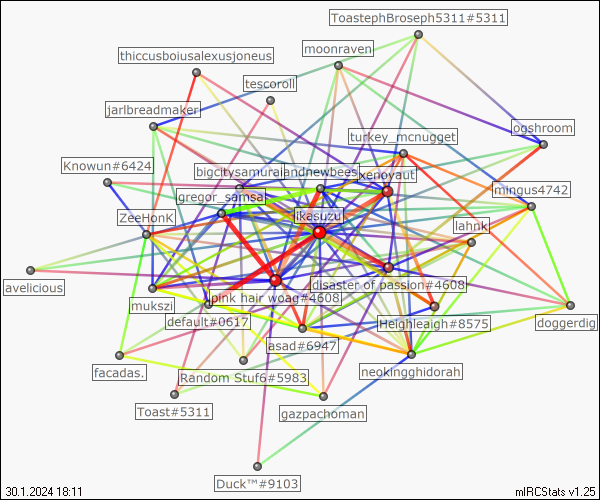 ToastephBroseph5311#5311
moonraven
thiccusboiusalexusjoneus
tescoroll
jarlbreadmaker
turkey_mcnugget
ogshroom
Knowun#6424
bigcitysamurai
andnewbees
xenoyaut
mingus4742
gregor_samsa
ikasuzu
ZeeHonK
lahnk
avelicious
mukszi
pink hair woag#4608
disaster of passion#4608
default#0617
Heighleaigh#8575
doggerdig
asad#6947
facadas.
Random Stuf6#5983
neokingghidorah
Toast#5311
gazpachoman
Duck™#9103
30.1.2024 18:11
mIRCStats v1.25